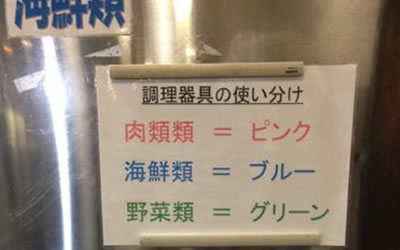 海鮮類
調理器具の使い分け
肉類類 = ピンク
海鮮類 = ブルー
野菜類 = グリーン